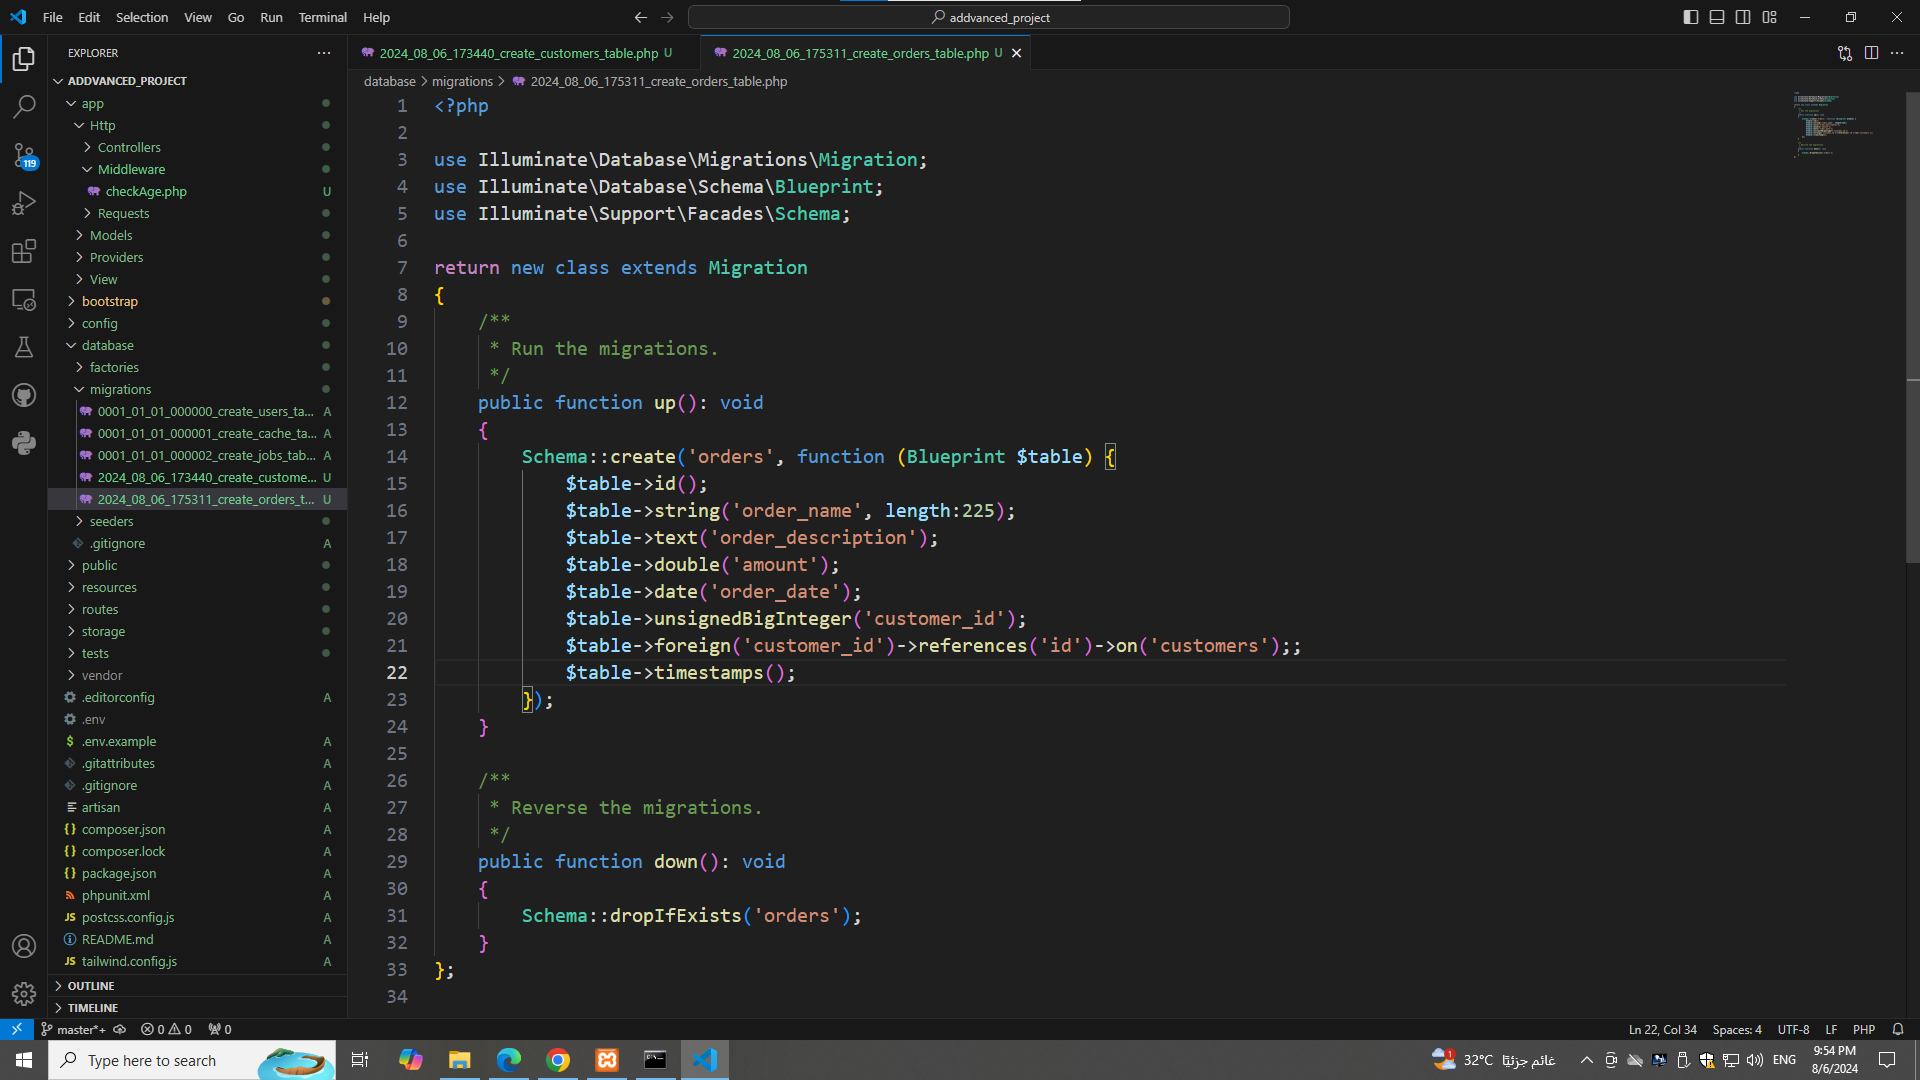 File Edit Selection View Go Run Terminal Help
addvanced_project
EXPLORER
2024_08_06_173440_create_customers_table.php U
2024_08_06_175311_create_orders_table.php U
database > migrations > 2024_08_06_175311_create_orders_table.php
ADDVANCED_PROJECT
app
Http
Controllers
Middleware
checkAge.php U
Requests
Models
Providers
View
bootstrap
config
database
factories
migrations
0001_01_01_000000_create_users_ta... A
0001_01_01_000001_create_cache_ta... A
0001_01_01_000002_create_jobs_tab... A
2024_08_06_173440_create_custome... U
2024_08_06_175311_create_orders_t... U
seeders
.gitignore A
public
resources
routes
storage
tests
vendor
.editorconfig A
.env
.env.example A
.gitattributes A
.gitignore A
artisan A
composer.json A
composer.lock A
package.json A
phpunit.xml A
postcss.config.js A
README.md A
tailwind.config.js A
OUTLINE
TIMELINE
119
1 <?php
2
3 use Illuminate\Database\Migrations\Migration;
4 use Illuminate\Database\Schema\Blueprint;
5 use Illuminate\Support\Facades\Schema;
6
7 return new class extends Migration
8 {
9 /**
10 * Run the migrations.
11 */
12 public function up(): void
13 {
14 Schema::create('orders', function (Blueprint $table) {
15 $table->id();
16 $table->string('order_name', length:225);
17 $table->text('order_description');
18 $table->double('amount');
19 $table->date('order_date');
20 $table->unsignedBigInteger('customer_id');
21 $table->foreign('customer_id')->references('id')->on('customers');;
22 $table->timestamps();
23 });
24 }
25
26 /**
27 * Reverse the migrations.
28 */
29 public function down(): void
30 {
31 Schema::dropIfExists('orders');
32 }
33 };
34
master*+ 0 0 0 Ln 22, Col 34 Spaces: 4 UTF-8 LF PHP
Type here to search
1 32°C غائم جزئيًا ENG 9:54 PM
8/6/2024